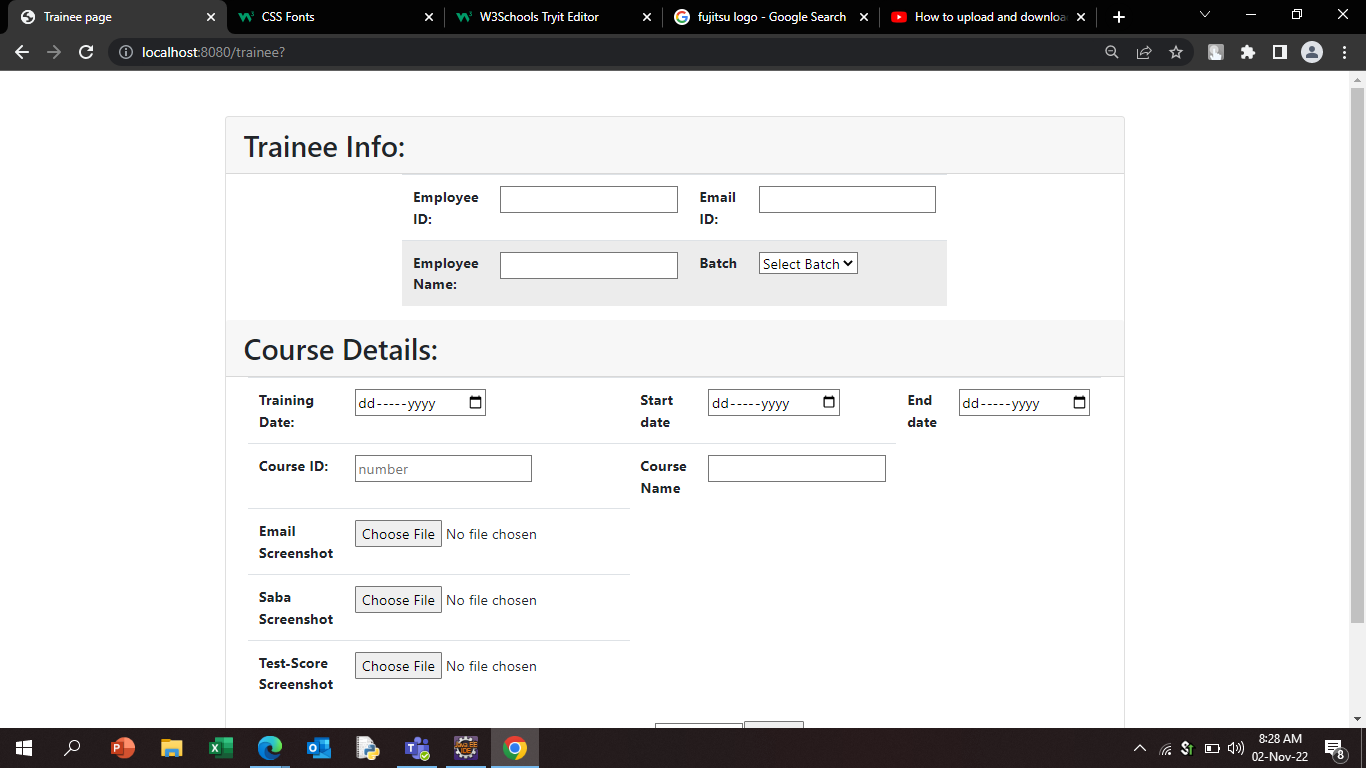 Trainee page
CSS Fonts
W3Schools Tryit Editor
fujitsu logo - Google Search
How to upload and downloa
localhost:8080/trainee?
Trainee Info:
Employee ID:
Email ID:
Employee Name:
Batch
Select Batch
Course Details:
Training Date:
dd-----yyyy
Start date
dd-----yyyy
End date
dd-----yyyy
Course ID:
number
Course Name
Email Screenshot
Choose File No file chosen
Saba Screenshot
Choose File No file chosen
Test-Score Screenshot
Choose File No file chosen
8:28 AM
02-Nov-22
8